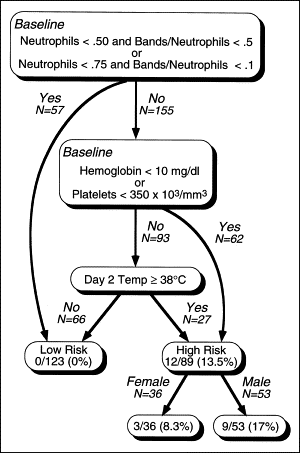 Baseline
Neutrophils < .50 and Bands/Neutrophils < .5
or
Neutrophils < .75 and Bands/Neutrophils < .1
Yes
N=57
No
N=155
Baseline
Hemoglobin < 10 mg/dl
or
Platelets < 350 x 10³/mm³
No
N=93
Yes
N=62
Day 2 Temp ≥ 38°C
No
N=66
Yes
N=27
Low Risk
0/123 (0%)
High Risk
12/89 (13.5%)
Female
N=36
Male
N=53
3/36 (8.3%)
9/53 (17%)